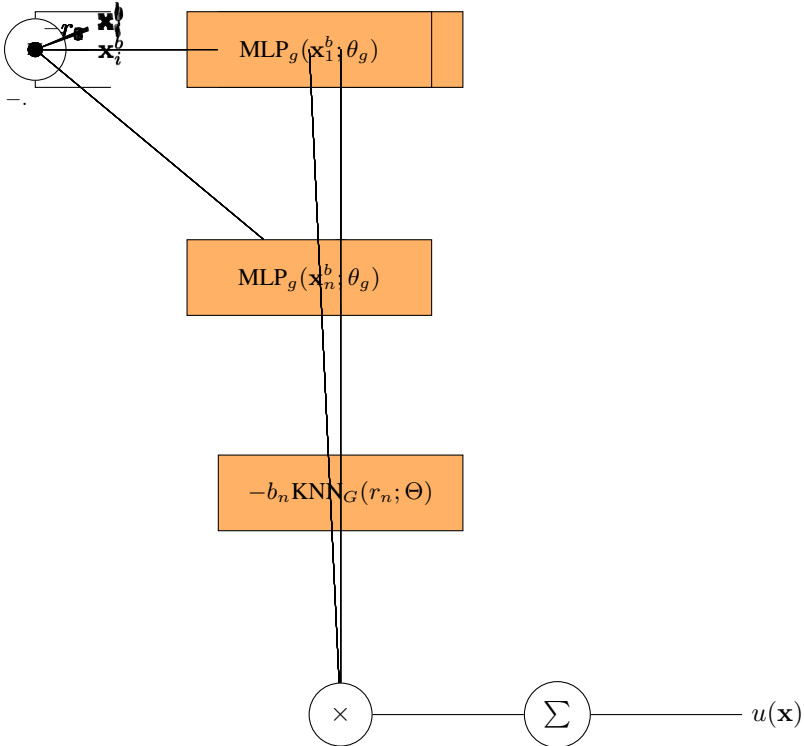 x_i^b
MLP_g(x_1^b; θ_g)
−.
MLP_g(x_n^b; θ_g)
−b_n KNN_G(r_n; Θ)
×
∑
u(x)